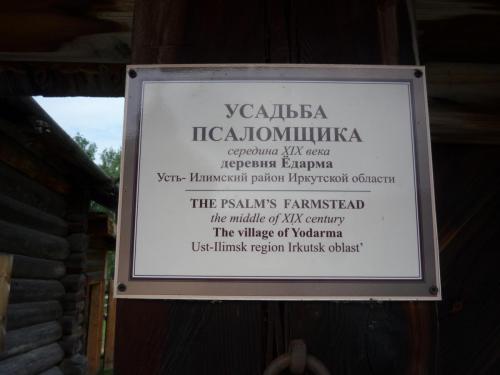 УСАДЬБА
ПСАЛОМЩИКА
середина XIX века
деревня Ёдарма
Усть- Илимский район Иркутской области
THE PSALM'S FARMSTEAD
the middle of XIX century
The village of Yodarma
Ust-Ilimsk region Irkutsk oblast'